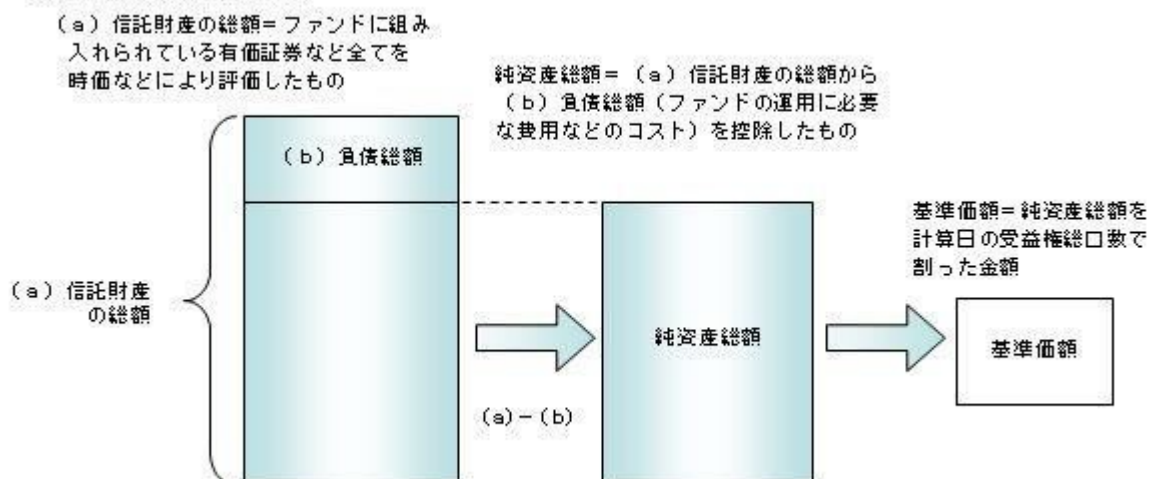 (a)信託財産の総額=ファンドに組み
入れられている有価証券など全てを
時価などにより評価したもの
純資産総額=(a)信託財産の総額から
(b)負債総額(ファンドの運用に必要
な費用などのコスト)を控除したもの
(b)負債総額
基準価額=純資産総額を
計算日の受益権総口数で
割った金額
(a)信託財産
の総額
純資産総額
基準価額
(a)-(b)